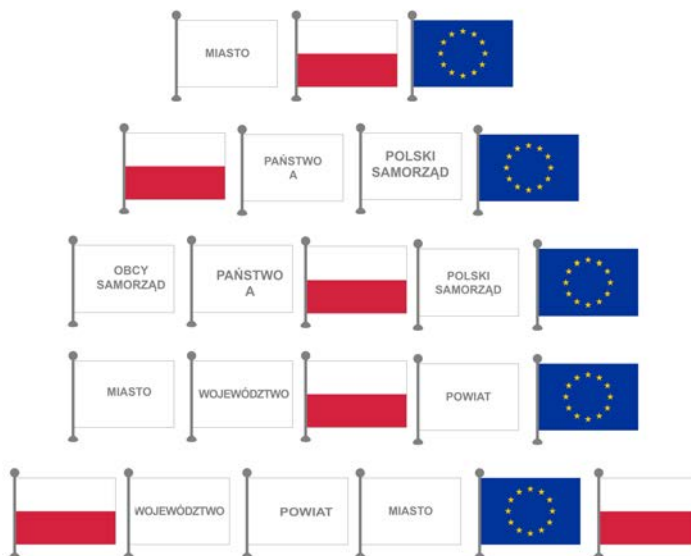 MIASTO
PAŃSTWO
A
POLSKI
SAMORZĄD
OBCY
SAMORZĄD
PAŃSTWO
A
POLSKI
SAMORZĄD
MIASTO
WOJEWÓDZTWO
POWIAT
WOJEWÓDZTWO
POWIAT
MIASTO